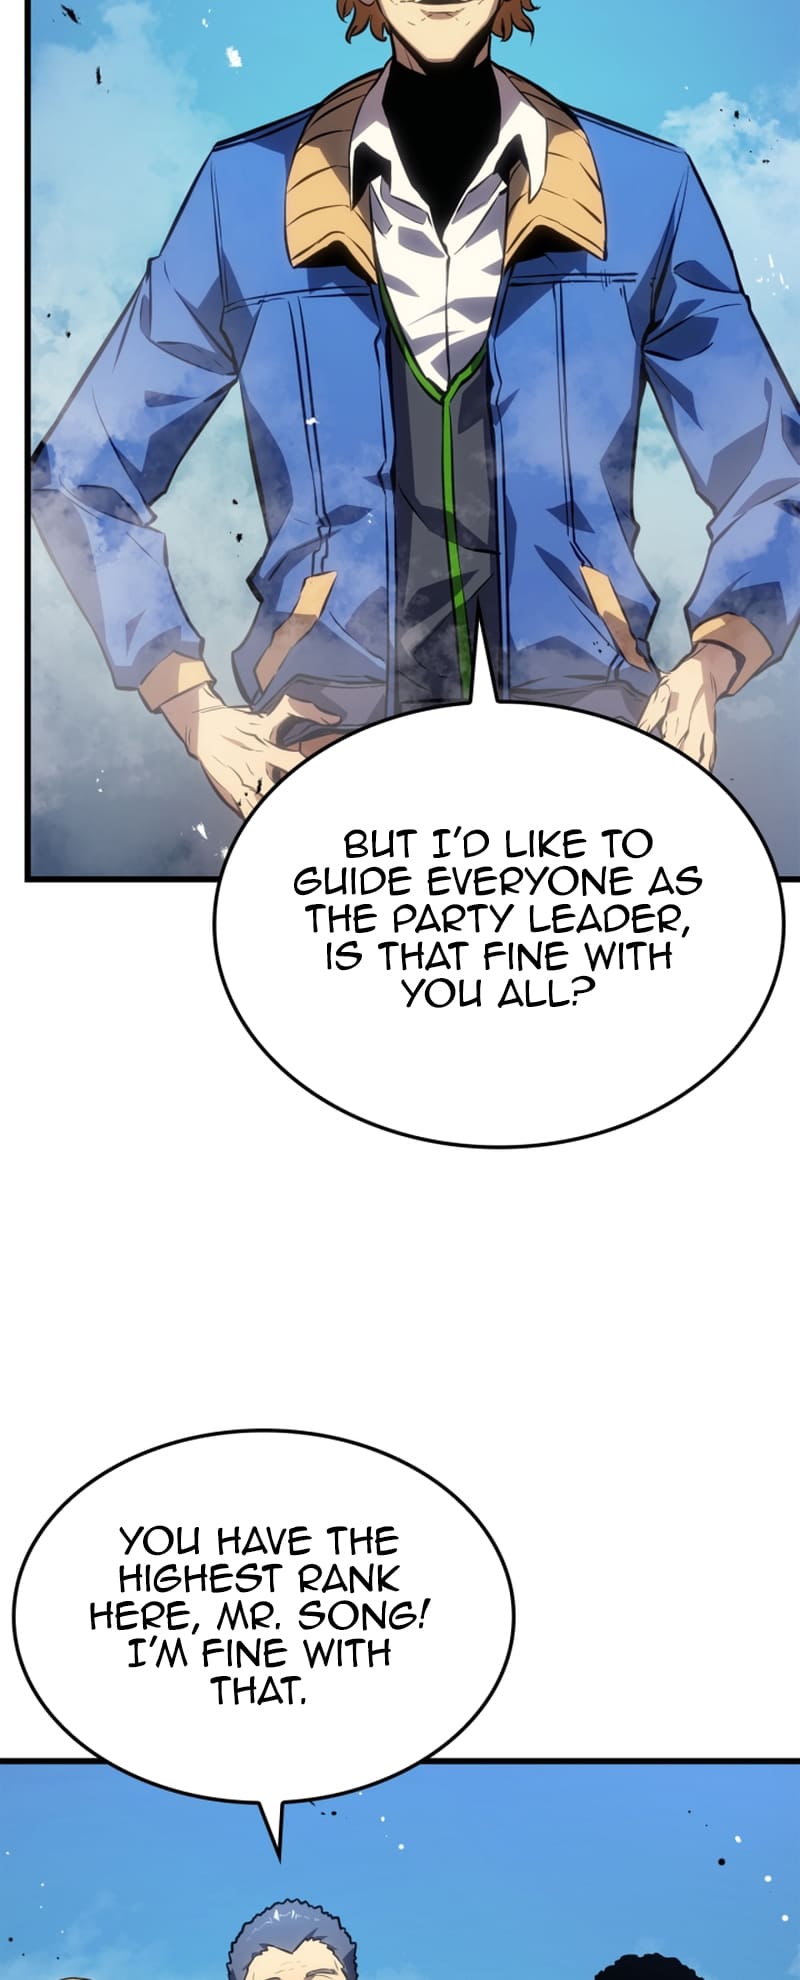 BUT I'D LIKE TO
GUIDE EVERYONE AS
THE PARTY LEADER,
IS THAT FINE WITH
YOU ALL?
YOU HAVE THE
HIGHEST RANK
HERE, MR. SONG!
I'M FINE WITH
THAT.